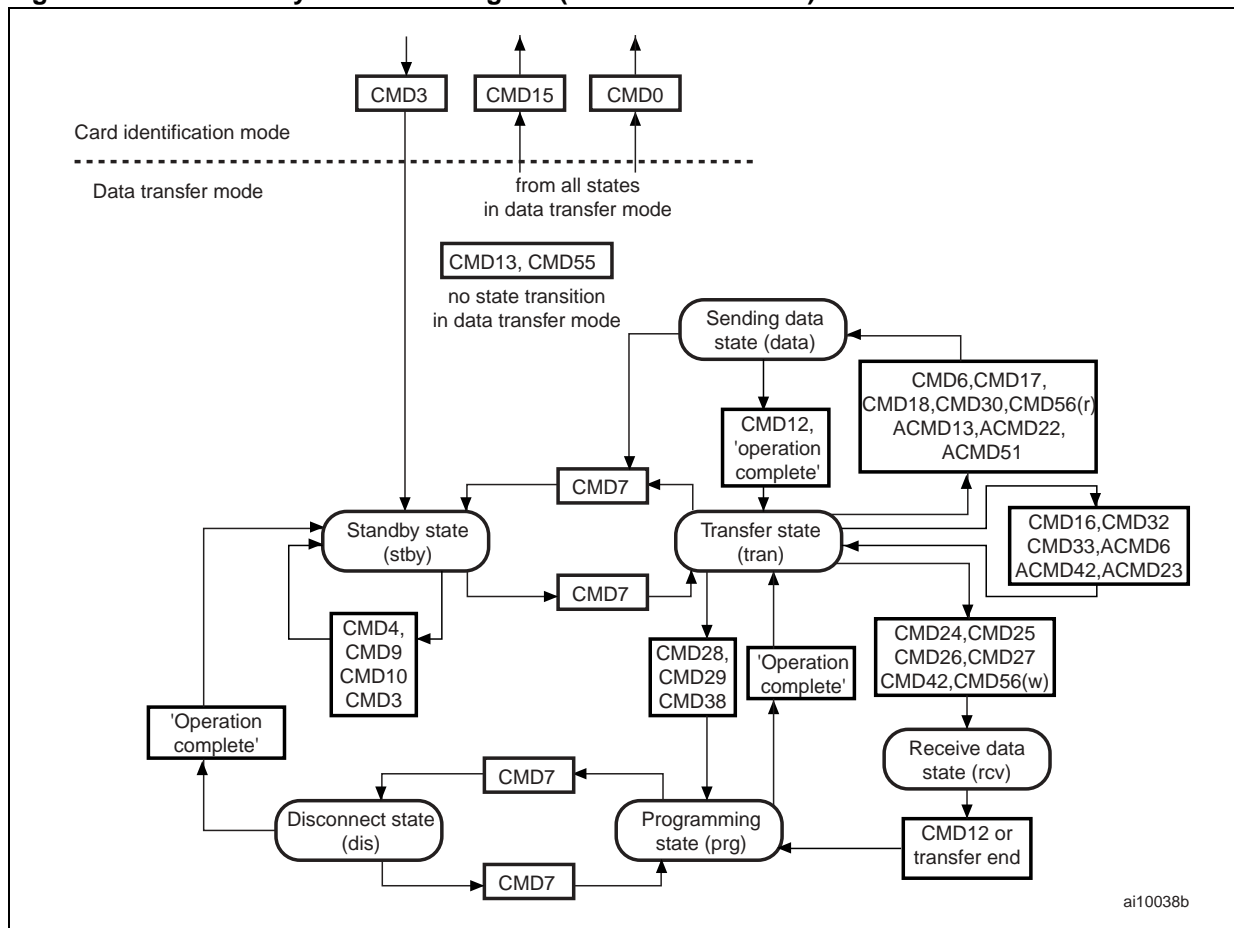 CMD3
CMD15
CMD0
Card identification mode
Data transfer mode
from all states
in data transfer mode
CMD13, CMD55
no state transition
in data transfer mode
Sending data
state (data)
CMD6,CMD17,
CMD18,CMD30,CMD56(r)
ACMD13,ACMD22,
ACMD51
CMD12,
'operation
complete'
CMD7
Standby state
(stby)
Transfer state
(tran)
CMD16,CMD32
CMD33,ACMD6
ACMD42,ACMD23
CMD7
CMD4,
CMD9
CMD10
CMD3
CMD28,
CMD29
CMD38
'Operation
complete'
CMD24,CMD25
CMD26,CMD27
CMD42,CMD56(w)
'Operation
complete'
Receive data
state (rcv)
CMD7
Disconnect state
(dis)
Programming
state (prg)
CMD12 or
transfer end
CMD7
ai10038b